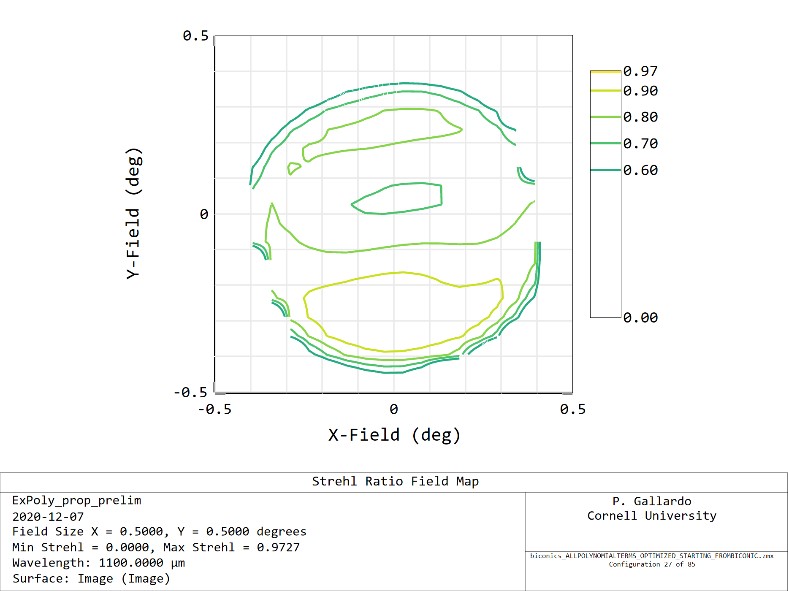 0.5
0
-0.5
Y-Field (deg)
-0.5 0 0.5
X-Field (deg)
0.97
0.90
0.80
0.70
0.60
0.00
Strehl Ratio Field Map
ExPoly_prop_prelim
2020-12-07
Field Size X = 0.5000, Y = 0.5000 degrees
Min Strehl = 0.0000, Max Strehl = 0.9727
Wavelength: 1100.0000 µm
Surface: Image (Image)
P. Gallardo
Cornell University
bicomics_ALLPOLYNOMIALTERMS_OPTIMIZED_STARTING_FROMBICONIC.zmx
Configuration 27 of 85